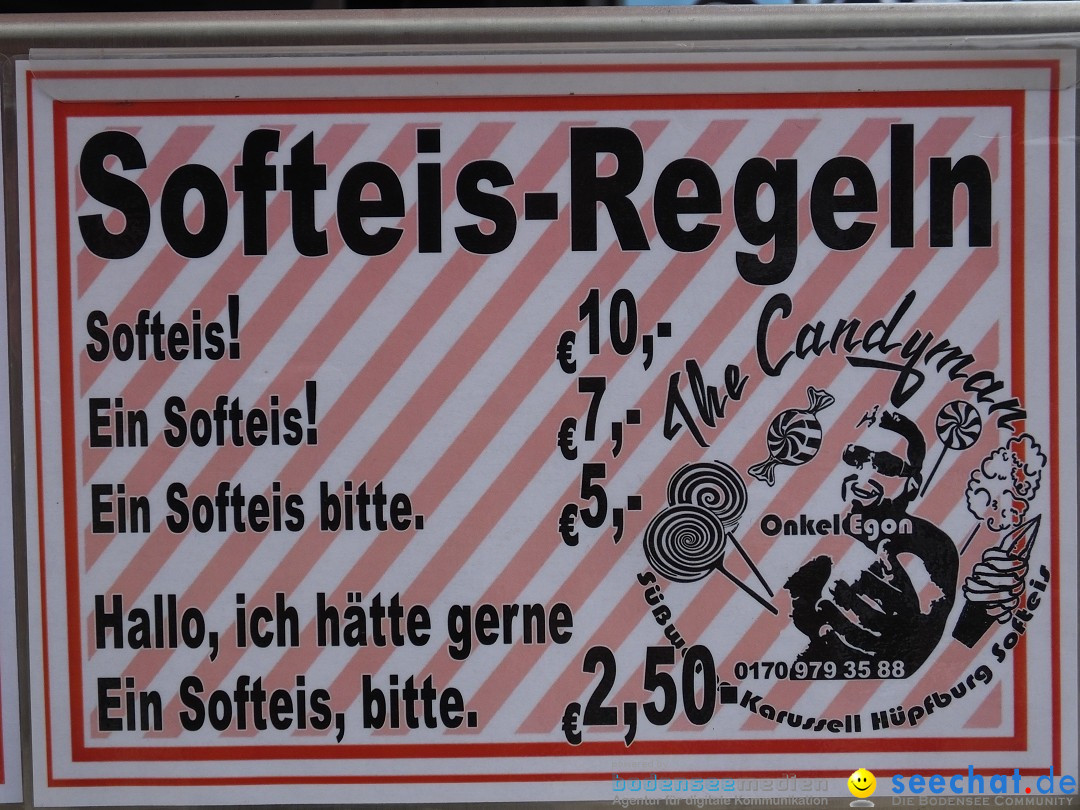 Softeis-Regeln
Softeis! €10,-
Ein Softeis! €7,-
Ein Softeis bitte. €5,-
Hallo, ich hätte gerne
Ein Softeis, bitte. €2,50
The Candyman
Onkel Egon
0170 979 35 88
Karussell Hüpfburg Softeis
bodenseemedien
Agentur für digitale Kommunikation
seechat.de
Die Bodensee Community